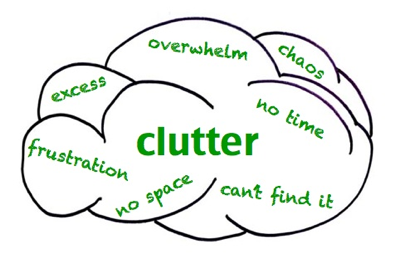 overwhelm
chaos
excess
no time
clutter
frustration
no space
can't find it